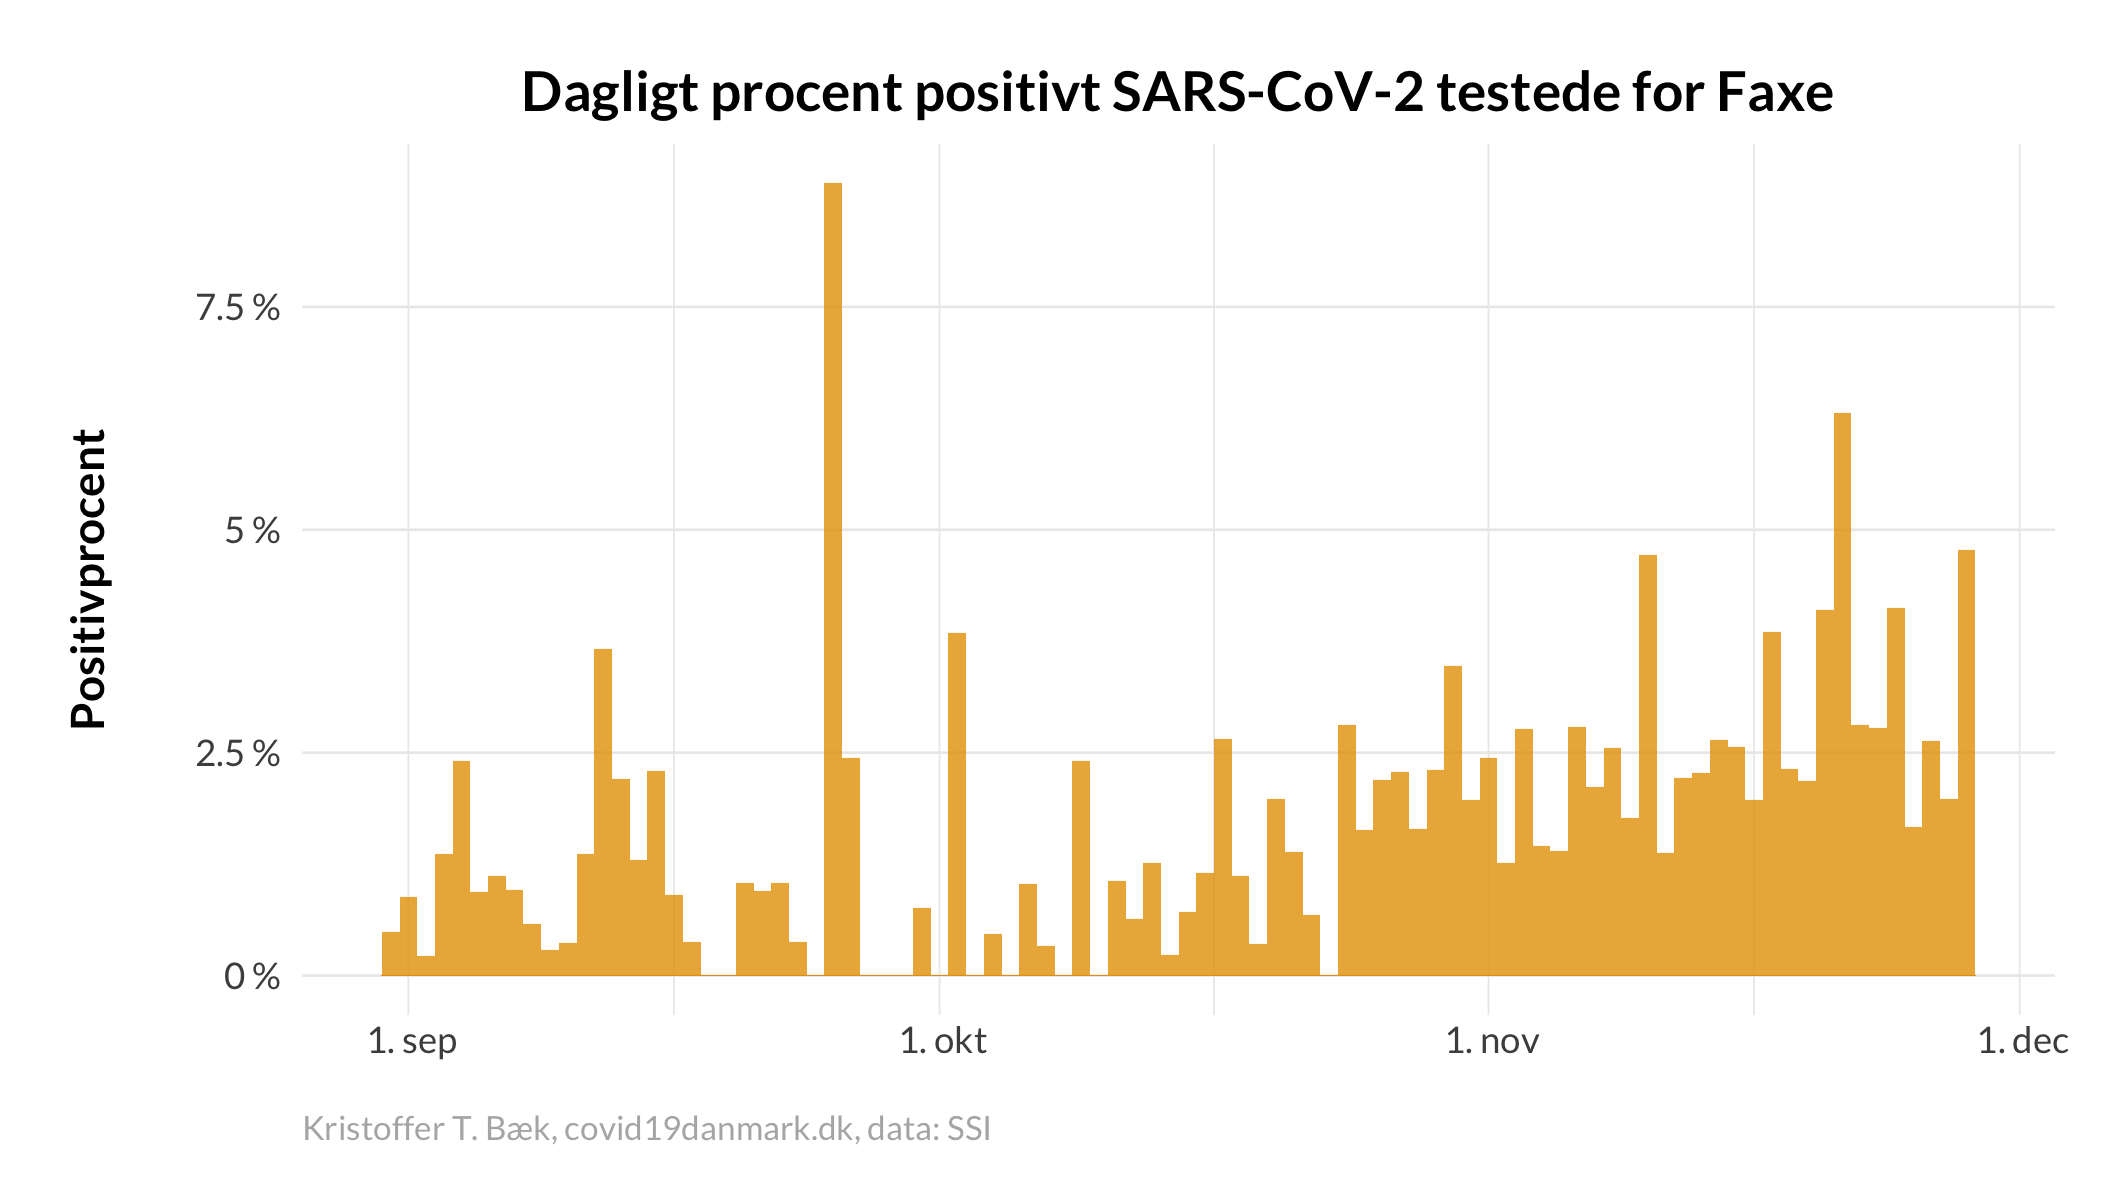 Dagligt procent positivt SARS-CoV-2 testede for Faxe
Positivprocent
7.5 %
5 %
2.5 %
0 %
1. sep
1. okt
1. nov
1. dec
Kristoffer T. Bæk, covid19danmark.dk, data: SSI